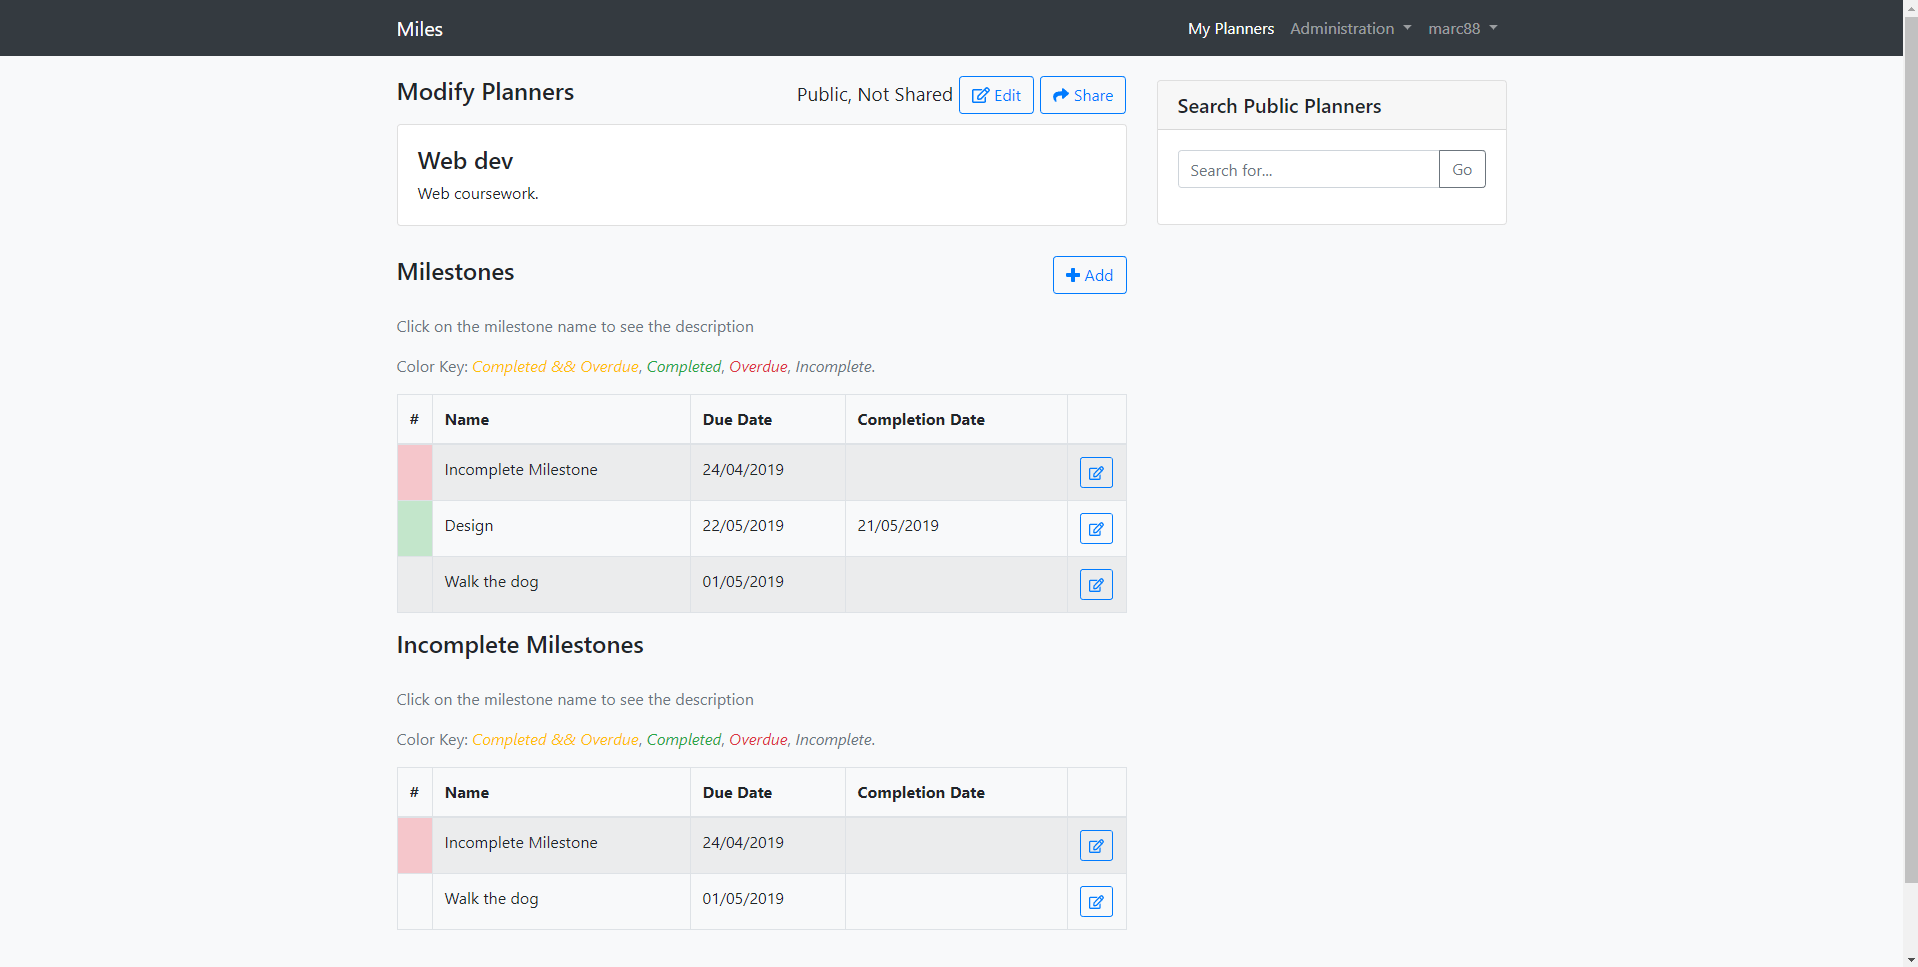 Miles My Planners Administration marc88
Modify Planners Public, Not Shared Edit Share
Web dev
Web coursework.
Search Public Planners
Search for... Go
Milestones Add
Click on the milestone name to see the description
Color Key: Completed && Overdue, Completed, Overdue, Incomplete.
# Name Due Date Completion Date
Incomplete Milestone 24/04/2019
Design 22/05/2019 21/05/2019
Walk the dog 01/05/2019
Incomplete Milestones
Click on the milestone name to see the description
Color Key: Completed && Overdue, Completed, Overdue, Incomplete.
# Name Due Date Completion Date
Incomplete Milestone 24/04/2019
Walk the dog 01/05/2019